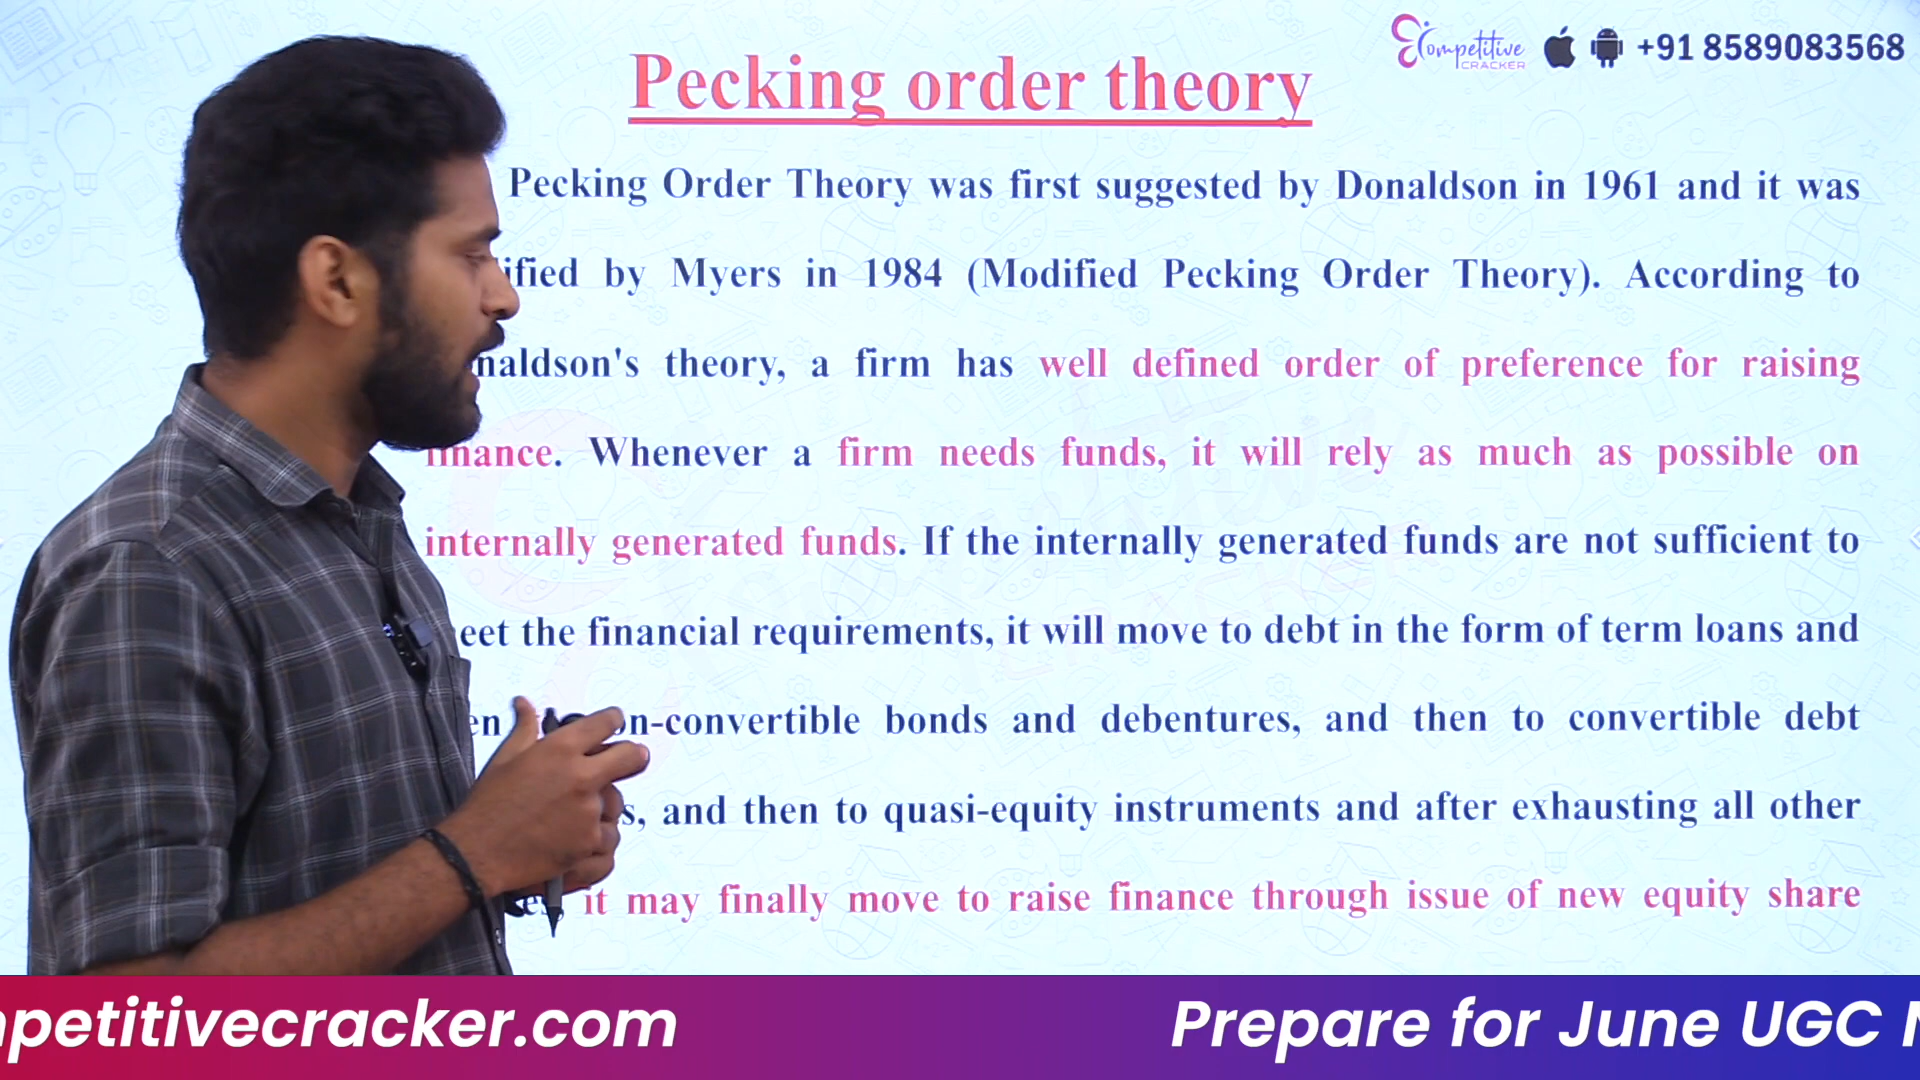 Competitive
CRACKER
+91 8589083568
Pecking order theory
Pecking Order Theory was first suggested by Donaldson in 1961 and it was
ified by Myers in 1984 (Modified Pecking Order Theory). According to
naldson's theory, a firm has well defined order of preference for raising
finance. Whenever a firm needs funds, it will rely as much as possible on
internally generated funds. If the internally generated funds are not sufficient to
eet the financial requirements, it will move to debt in the form of term loans and
en n-convertible bonds and debentures, and then to convertible debt
s, and then to quasi-equity instruments and after exhausting all other
es, it may finally move to raise finance through issue of new equity share
mpetitivecracker.com
Prepare for June UGC N